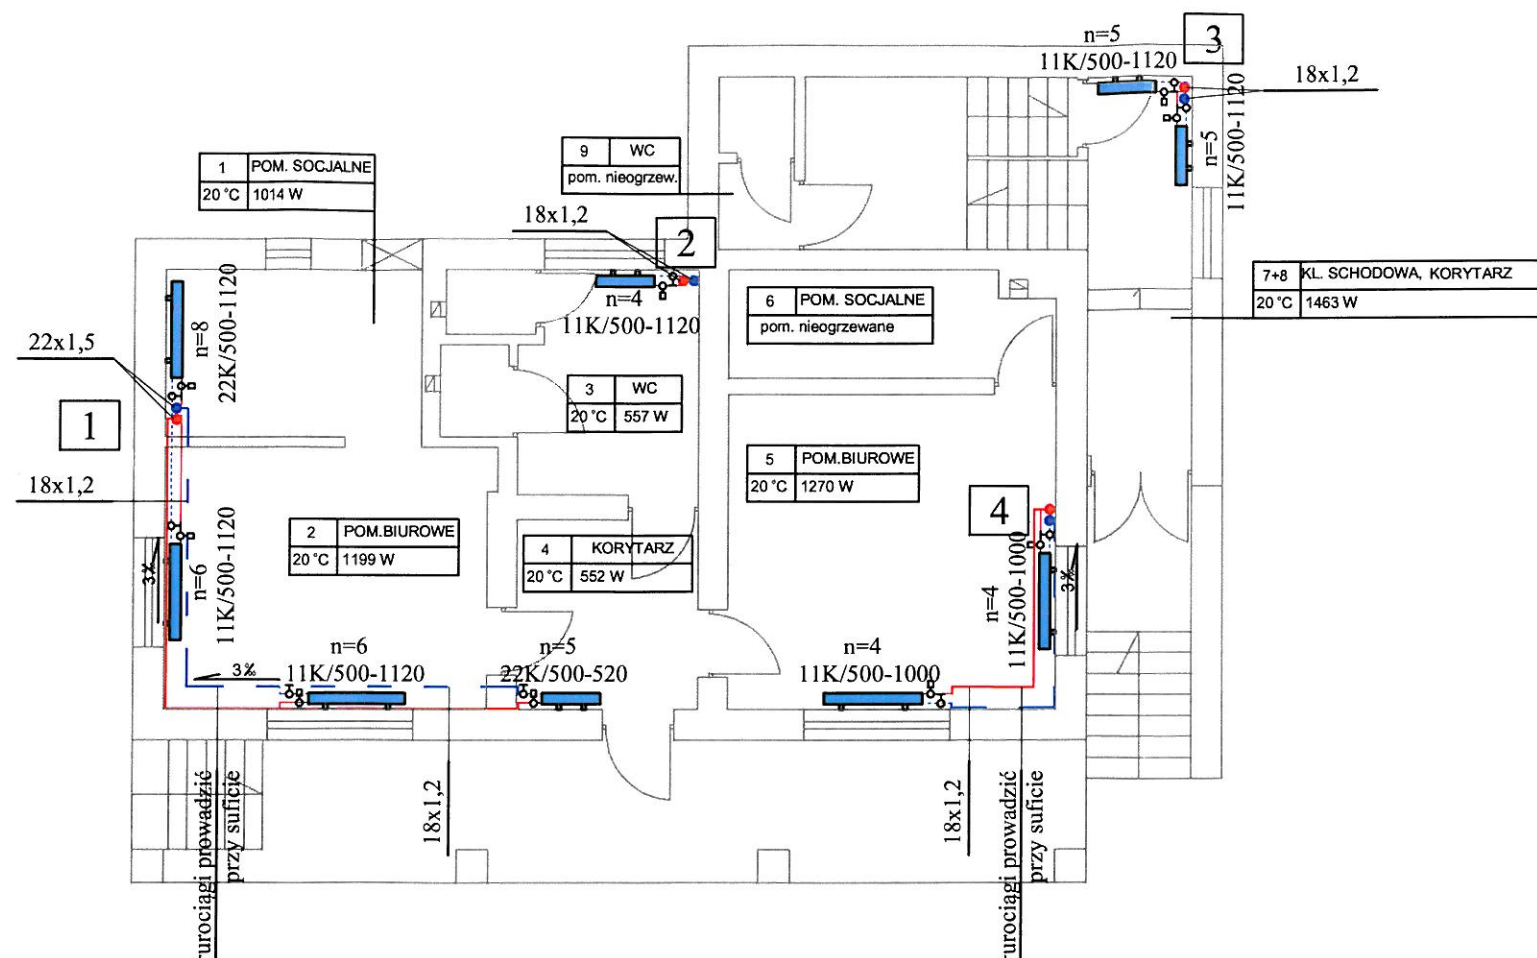 n=5
11K/500-1120
3
18x1,2
n=5
11K/500-1120
1 POM. SOCJALNE
20 °C 1014 W
9 WC
pom. nieogrzew.
18x1,2
2
7+8 KL. SCHODOWA, KORYTARZ
20 °C 1463 W
n=8
22K/500-1120
n=4
11K/500-1120
6 POM. SOCJALNE
pom. nieogrzewane
22x1,5
1
3 WC
20 °C 557 W
5 POM.BIUROWE
20 °C 1270 W
18x1,2
4
2 POM.BIUROWE
20 °C 1199 W
4 KORYTARZ
20 °C 552 W
3‰
n=6
11K/500-1120
n=4
11K/500-1000
3‰
3‰
n=6
11K/500-1120
n=5
22K/500-520
n=4
11K/500-1000
rurociągi prowadzić
przy suficie
18x1,2
18x1,2
rurociągi prowadzić
przy suficie